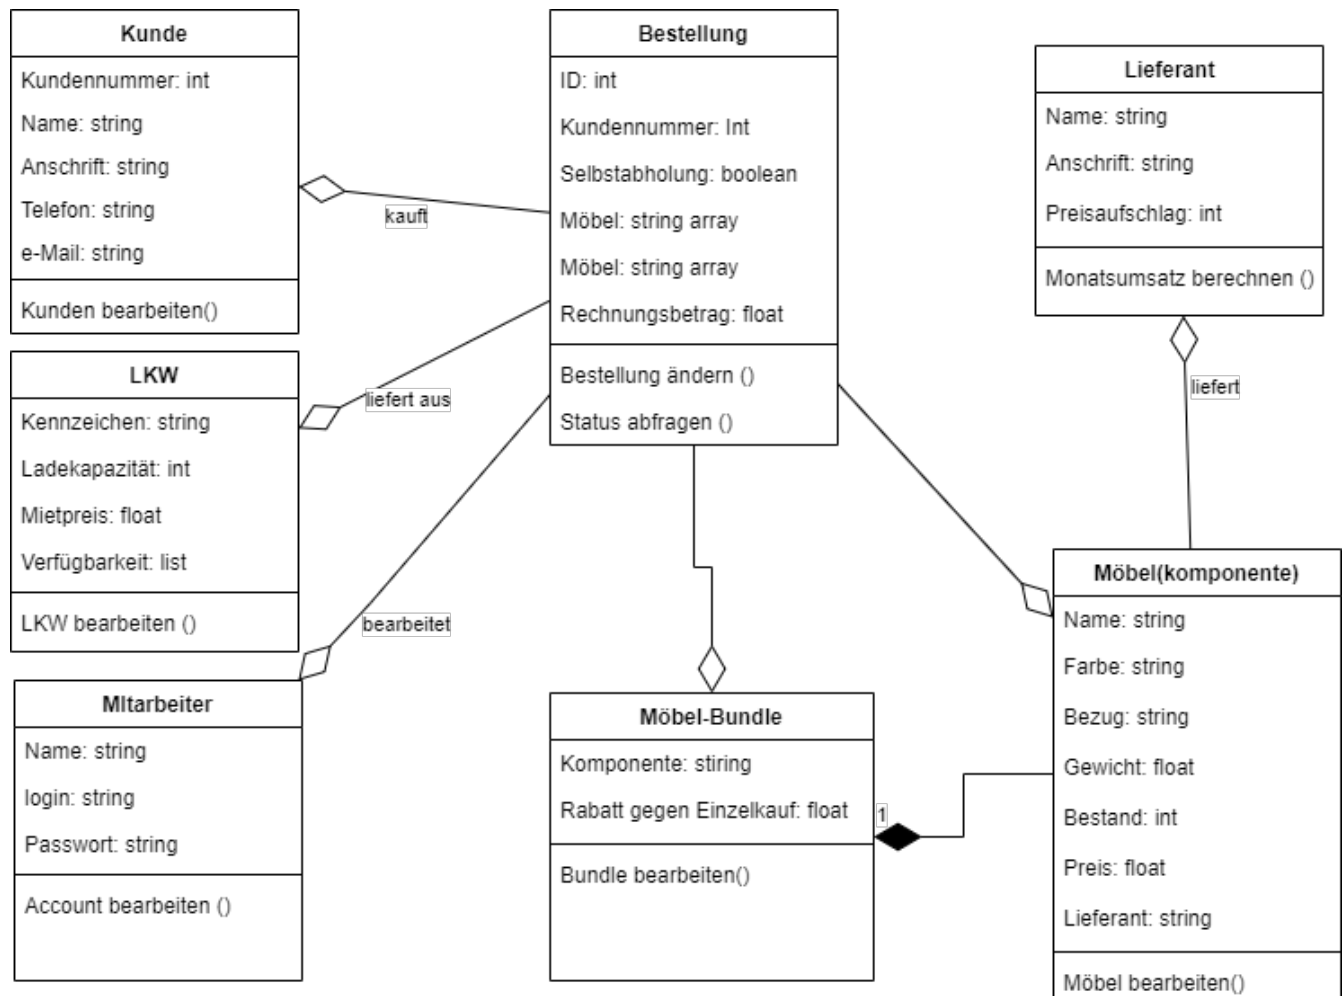 Kunde
Kundennummer: int
Name: string
Anschrift: string
Telefon: string
e-Mail: string
Kunden bearbeiten()
kauft
Bestellung
ID: int
Kundennummer: Int
Selbstabholung: boolean
Möbel: string array
Möbel: string array
Rechnungsbetrag: float
Bestellung ändern ()
Status abfragen ()
Lieferant
Name: string
Anschrift: string
Preisaufschlag: int
Monatsumsatz berechnen ()
liefert
LKW
Kennzeichen: string
Ladekapazität: int
Mietpreis: float
Verfügbarkeit: list
LKW bearbeiten ()
liefert aus
bearbeitet
MItarbeiter
Name: string
login: string
Passwort: string
Account bearbeiten ()
Möbel-Bundle
Komponente: stiring
Rabatt gegen Einzelkauf: float
Bundle bearbeiten()
1
Möbel(komponente)
Name: string
Farbe: string
Bezug: string
Gewicht: float
Bestand: int
Preis: float
Lieferant: string
Möbel bearbeiten()